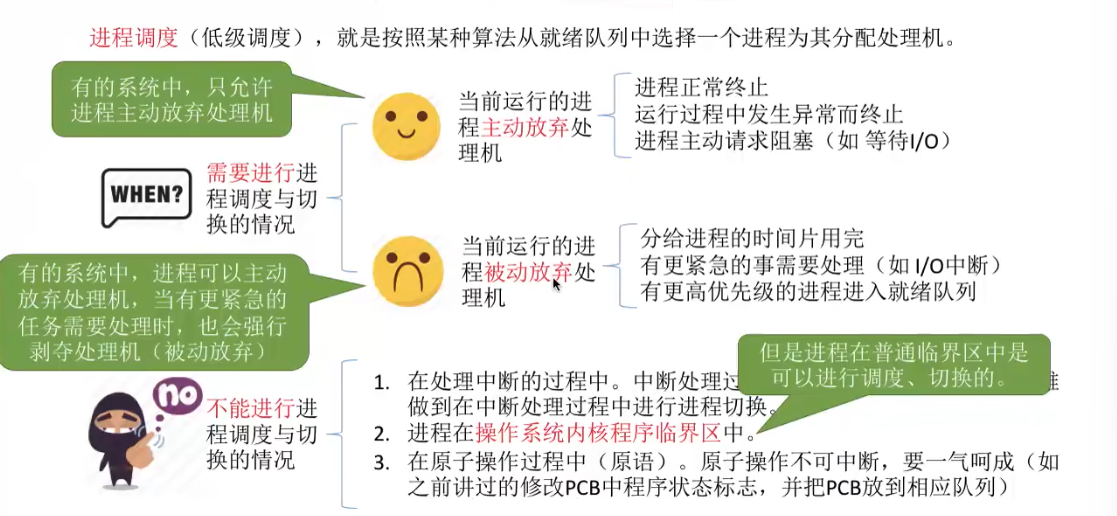 进程调度（低级调度），就是按照某种算法从就绪队列中选择一个进程为其分配处理机。
有的系统中，只允许
进程主动放弃处理机
当前运行的进
程主动放弃处
理机
进程正常终止
运行过程中发生异常而终止
进程主动请求阻塞（如 等待I/O）
WHEN?
需要进行进
程调度与切
换的情况
有的系统中，进程可以主动
放弃处理机，当有更紧急的
任务需要处理时，也会强行
剥夺处理机（被动放弃）
当前运行的进
程被动放弃处
理机
分给进程的时间片用完
有更紧急的事需要处理（如 I/O中断）
有更高优先级的进程进入就绪队列
但是进程在普通临界区中是
可以进行调度、切换的。
no
不能进行进
程调度与切
换的情况
1. 在处理中断的过程中。中断处理过
做到在中断处理过程中进行进程切换。
2. 进程在操作系统内核程序临界区中。
3. 在原子操作过程中（原语）。原子操作不可中断，要一气呵成（如
之前讲过的修改PCB中程序状态标志，并把PCB放到相应队列）